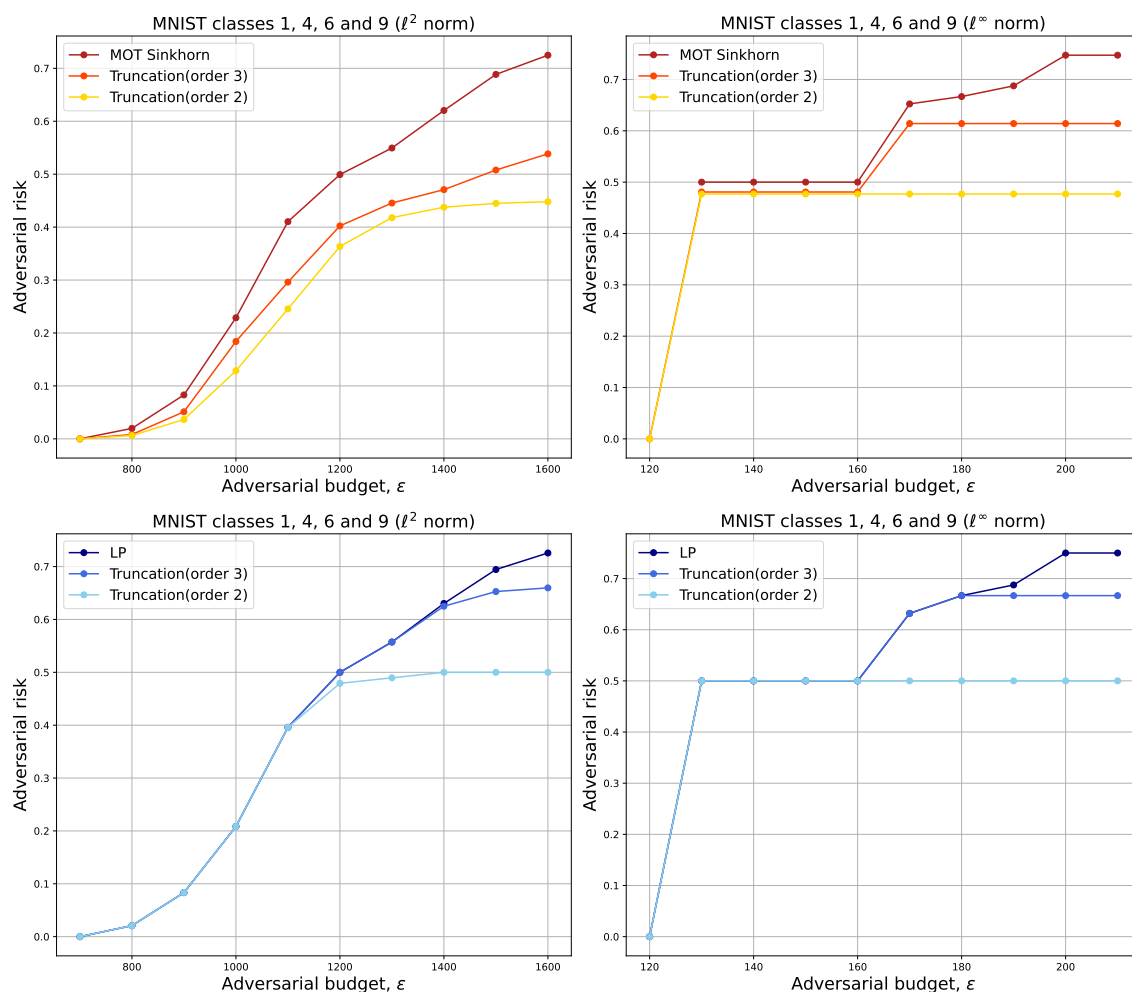 MNIST classes 1, 4, 6 and 9 (ℓ² norm)
MOT Sinkhorn
Truncation(order 3)
Truncation(order 2)
Adversarial risk
0.7
0.6
0.5
0.4
0.3
0.2
0.1
0.0
800 1000 1200 1400 1600
Adversarial budget, ε
MNIST classes 1, 4, 6 and 9 (ℓ∞ norm)
MOT Sinkhorn
Truncation(order 3)
Truncation(order 2)
Adversarial risk
0.7
0.6
0.5
0.4
0.3
0.2
0.1
0.0
120 140 160 180 200
Adversarial budget, ε
MNIST classes 1, 4, 6 and 9 (ℓ² norm)
LP
Truncation(order 3)
Truncation(order 2)
Adversarial risk
0.7
0.6
0.5
0.4
0.3
0.2
0.1
0.0
800 1000 1200 1400 1600
Adversarial budget, ε
MNIST classes 1, 4, 6 and 9 (ℓ∞ norm)
LP
Truncation(order 3)
Truncation(order 2)
Adversarial risk
0.7
0.6
0.5
0.4
0.3
0.2
0.1
0.0
120 140 160 180 200
Adversarial budget, ε